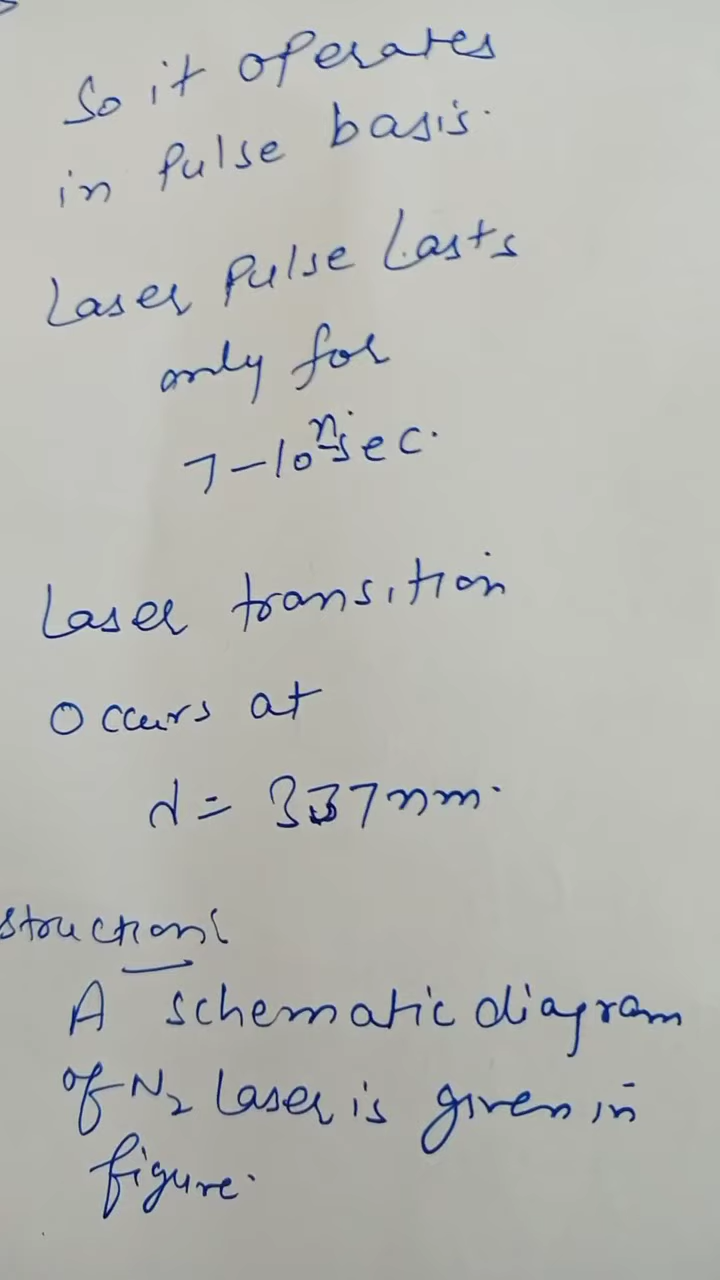 So it operates
in Pulse basis.
Laser Pulse Lasts
only for
7-10 nsec.
Laser transition
occurs at
λ = 337nm.
struction:
A schematic diagram
of N₂ Laser is given in
figure.